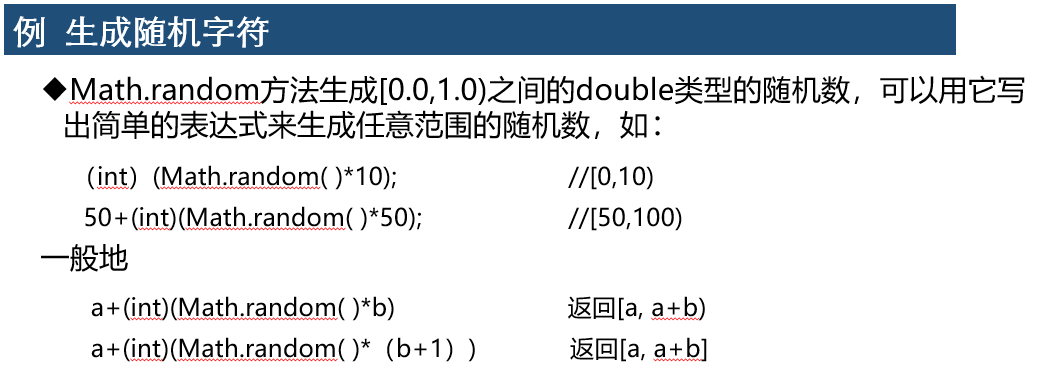 例 生成随机字符
◆Math.random方法生成[0.0,1.0)之间的double类型的随机数，可以用它写
出简单的表达式来生成任意范围的随机数，如：
（int）(Math.random( )*10); //[0,10)
50+(int)(Math.random( )*50); //[50,100)
一般地
a+(int)(Math.random( )*b) 返回[a, a+b)
a+(int)(Math.random( )*（b+1）) 返回[a, a+b]